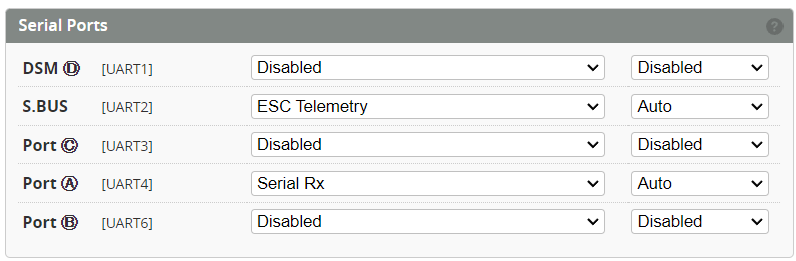 Serial Ports ?
DSM Ⓓ [UART1] Disabled Disabled
S.BUS [UART2] ESC Telemetry Auto
Port Ⓒ [UART3] Disabled Disabled
Port Ⓐ [UART4] Serial Rx Auto
Port Ⓑ [UART6] Disabled Disabled